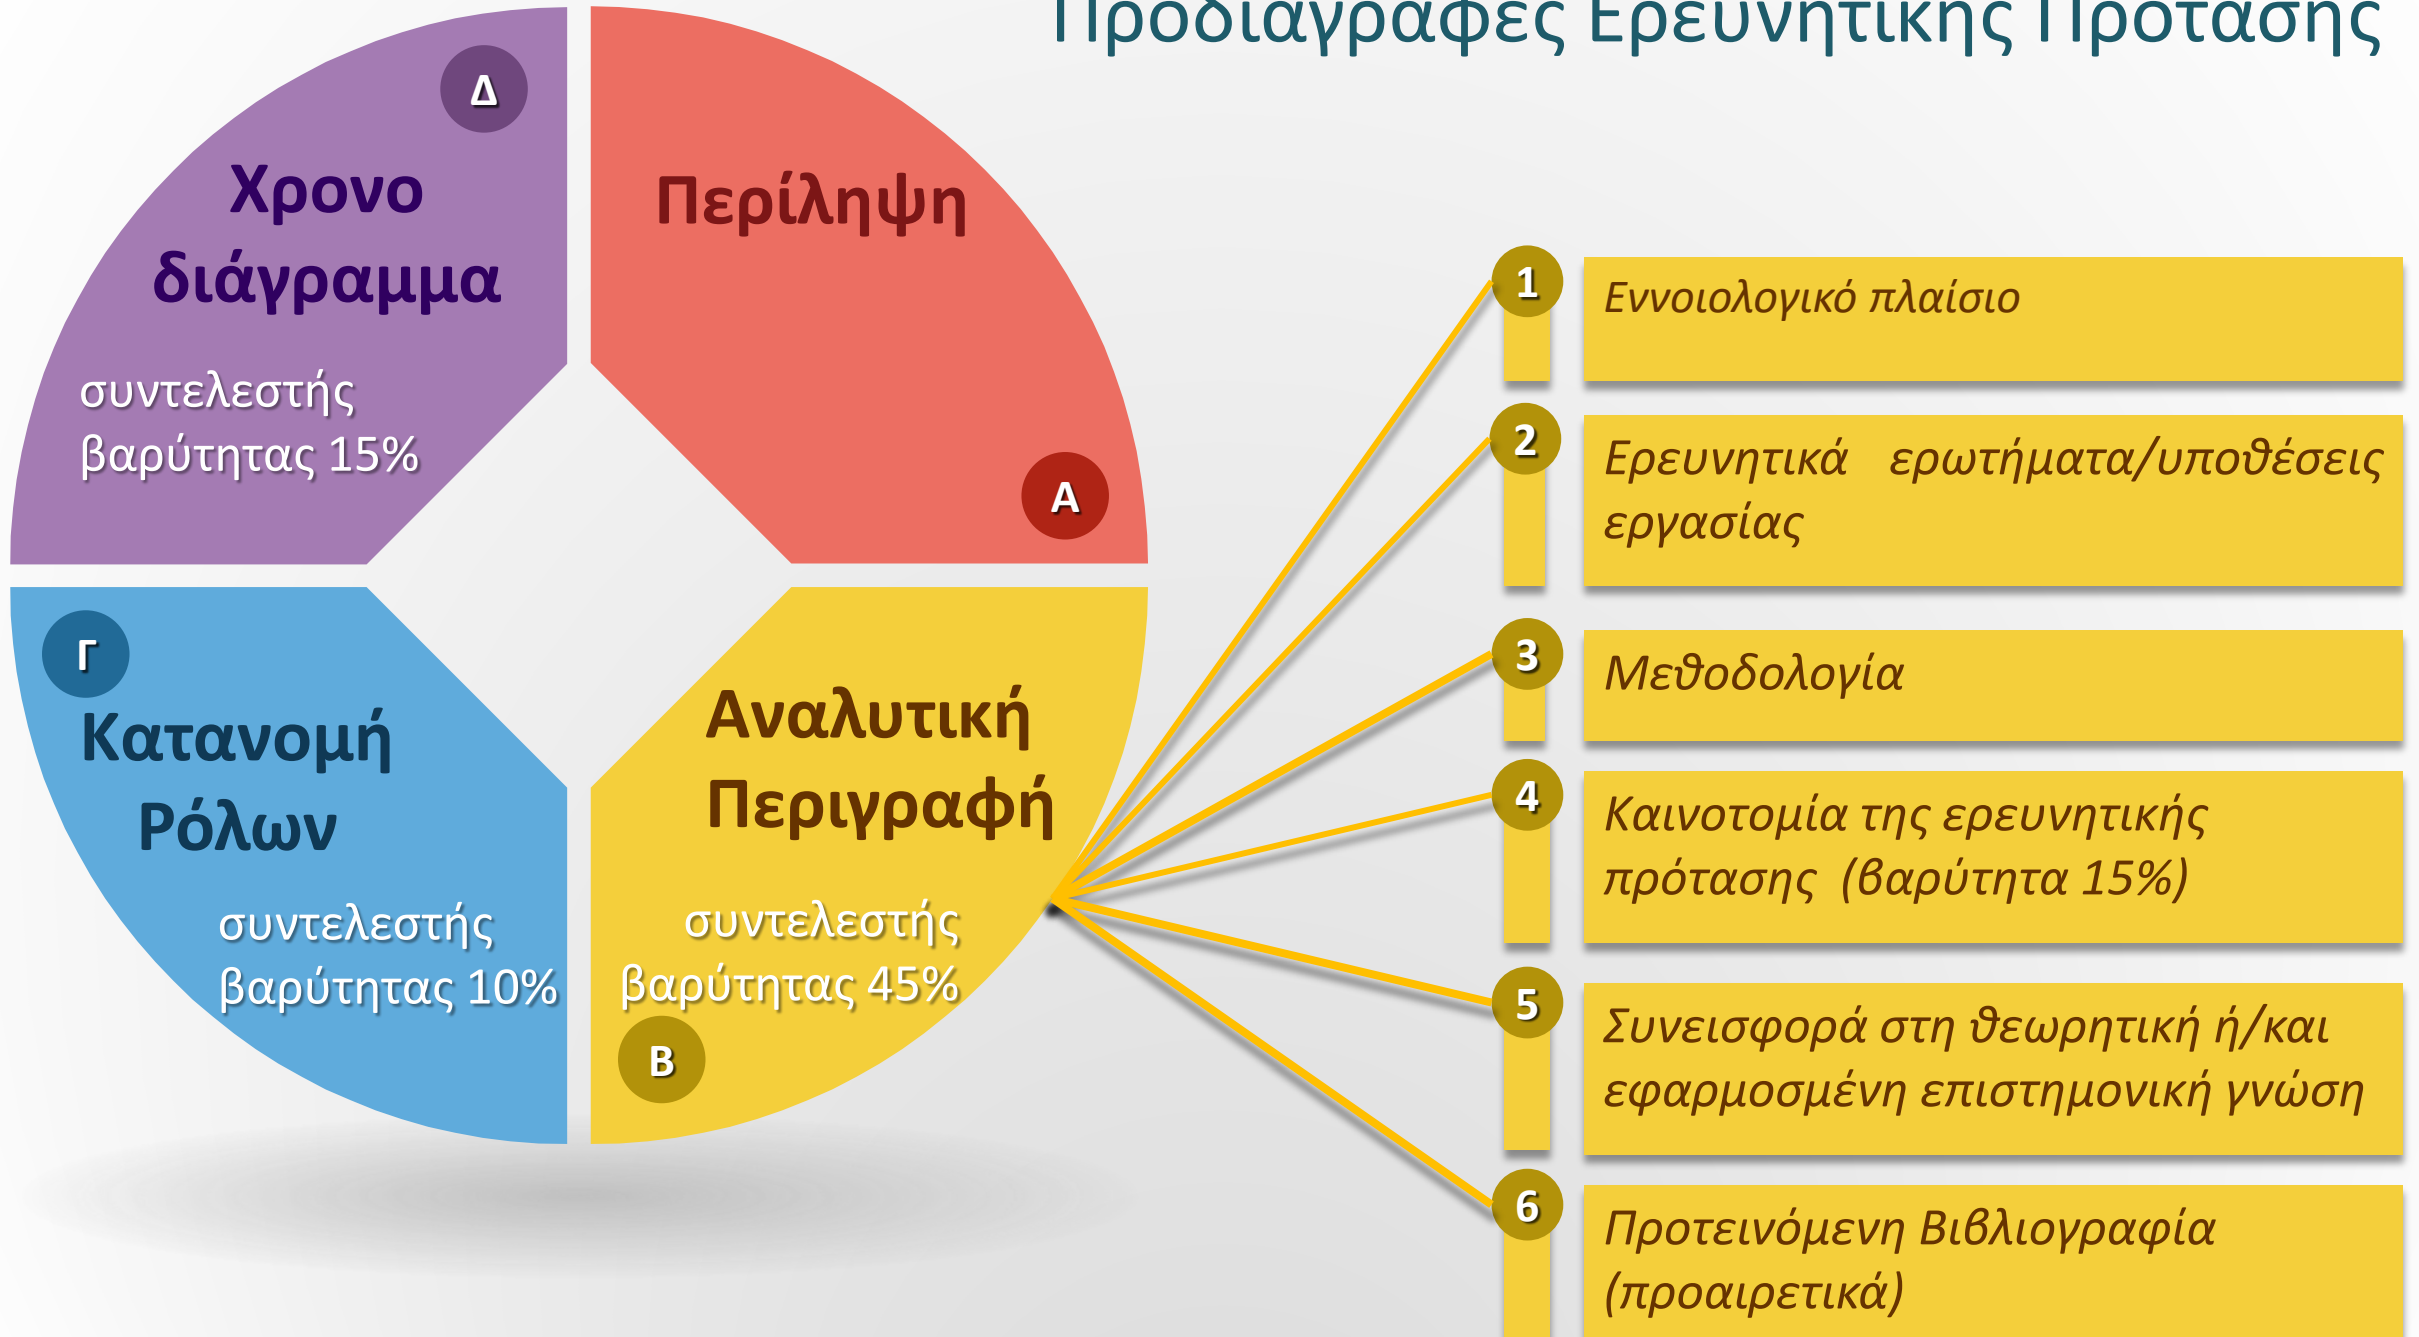 Προδιαγραφές Ερευνητικής Πρότασης
Δ
Χρονο
διάγραμμα
συντελεστής
βαρύτητας 15%
Περίληψη
Α
Γ
Κατανομή
Ρόλων
συντελεστής
βαρύτητας 10%
Αναλυτική
Περιγραφή
συντελεστής
βαρύτητας 45%
Β
1
Εννοιολογικό πλαίσιο
2
Ερευνητικά ερωτήματα/υποθέσεις
εργασίας
3
Μεθοδολογία
4
Καινοτομία της ερευνητικής
πρότασης (βαρύτητα 15%)
5
Συνεισφορά στη θεωρητική ή/και
εφαρμοσμένη επιστημονική γνώση
6
Προτεινόμενη Βιβλιογραφία
(προαιρετικά)